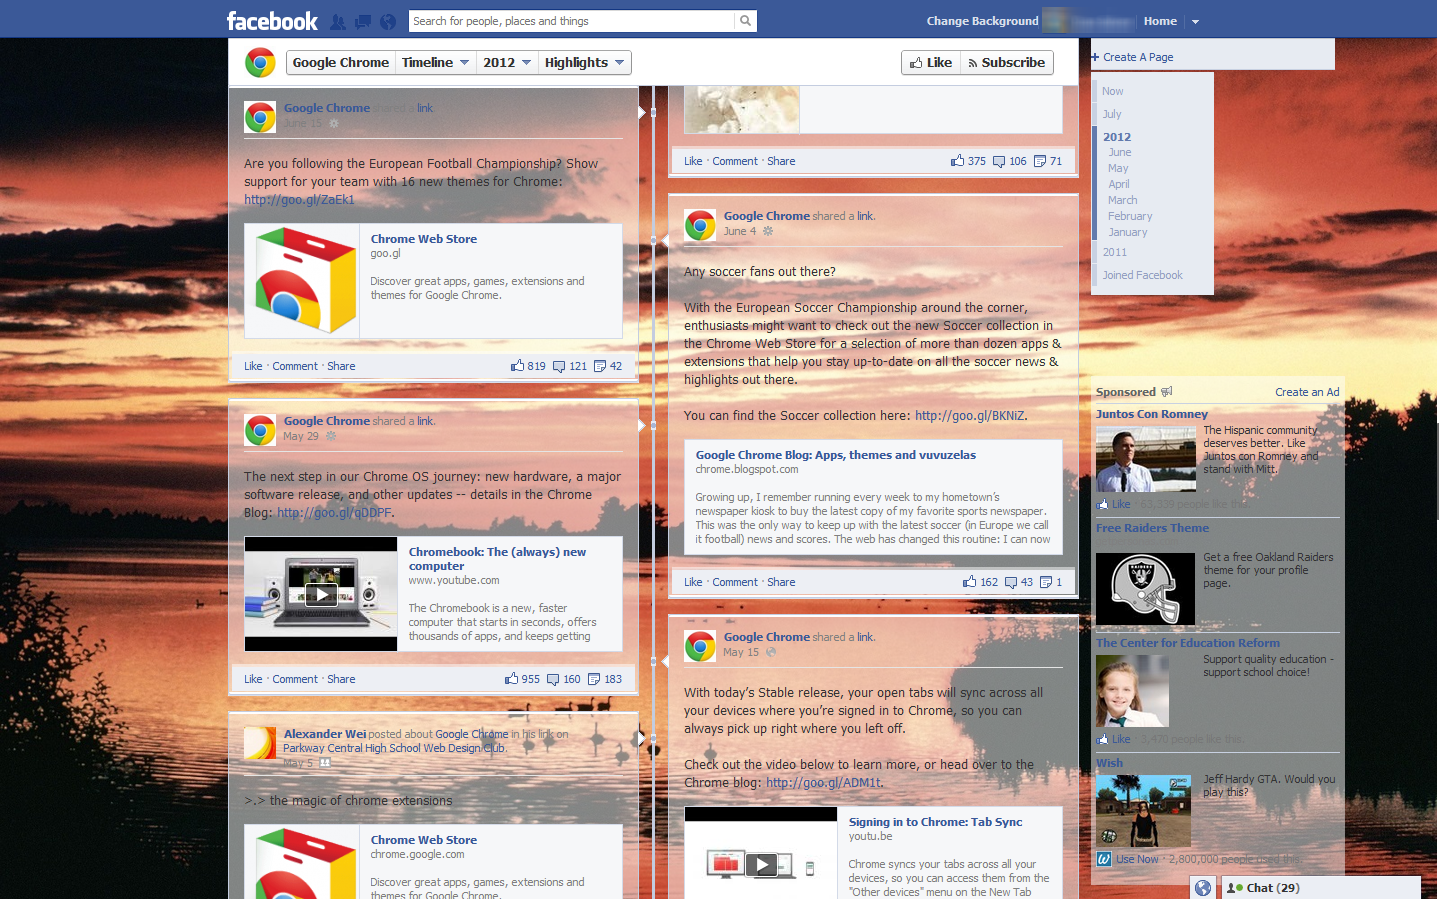 facebook
Search for people, places and things
Change Background
Home
Google Chrome
Timeline
2012
Highlights
Like
Subscribe
Google Chrome shared a link.
June 15
Are you following the European Football Championship? Show
support for your team with 16 new themes for Chrome:
http://goo.gl/ZaEk1
Chrome Web Store
goo.gl
Discover great apps, games, extensions and
themes for Google Chrome.
Like · Comment · Share
819 121 42
Google Chrome shared a link.
May 29
The next step in our Chrome OS journey: new hardware, a major
software release, and other updates -- details in the Chrome
Blog: http://goo.gl/qDDPF.
Chromebook: The (always) new
computer
www.youtube.com
The Chromebook is a new, faster
computer that starts in seconds, offers
thousands of apps, and keeps getting
Like · Comment · Share
955 160 183
Alexander Wei posted about Google Chrome in his link on
Parkway Central High School Web Design Club.
May 5
>.> the magic of chrome extensions
Chrome Web Store
chrome.google.com
Discover great apps, games, extensions and
themes for Google Chrome.
Like · Comment · Share
375 106 71
Google Chrome shared a link.
June 4
Any soccer fans out there?
With the European Soccer Championship around the corner,
enthusiasts might want to check out the new Soccer collection in
the Chrome Web Store for a selection of more than dozen apps &
extensions that help you stay up-to-date on all the soccer news &
highlights out there.
You can find the Soccer collection here: http://goo.gl/BKNiZ.
Google Chrome Blog: Apps, themes and vuvuzelas
chrome.blogspot.com
Growing up, I remember running every week to my hometown's
newspaper kiosk to buy the latest copy of my favorite sports newspaper.
This was the only way to keep up with the latest soccer (in Europe we call
it football) news and scores. The web has changed this routine: I can now
Like · Comment · Share
162 43 1
Google Chrome shared a link.
May 15
With today's Stable release, your open tabs will sync across all
your devices where you're signed in to Chrome, so you can
always pick up right where you left off.
Check out the video below to learn more, or head over to the
Chrome blog: http://goo.gl/ADM1t.
Signing in to Chrome: Tab Sync
youtu.be
Chrome syncs your tabs across all your
devices, so you can access them from the
"Other devices" menu on the New Tab
+ Create A Page
Now
July
2012
June
May
April
March
February
January
2011
Joined Facebook
Sponsored
Create an Ad
Juntos Con Romney
The Hispanic community
deserves better. Like
Juntos con Romney and
stand with Mitt.
Like · people like this.
Free Raiders Theme
RAIDERS
Get a free Oakland Raiders
theme for your profile
page.
The Center for Education Reform
Support quality education -
support school choice!
Like · 3,470 people like this.
Wish
Jeff Hardy GTA. Would you
play this?
Use Now · 2,800,000 people used this.
Chat (29)